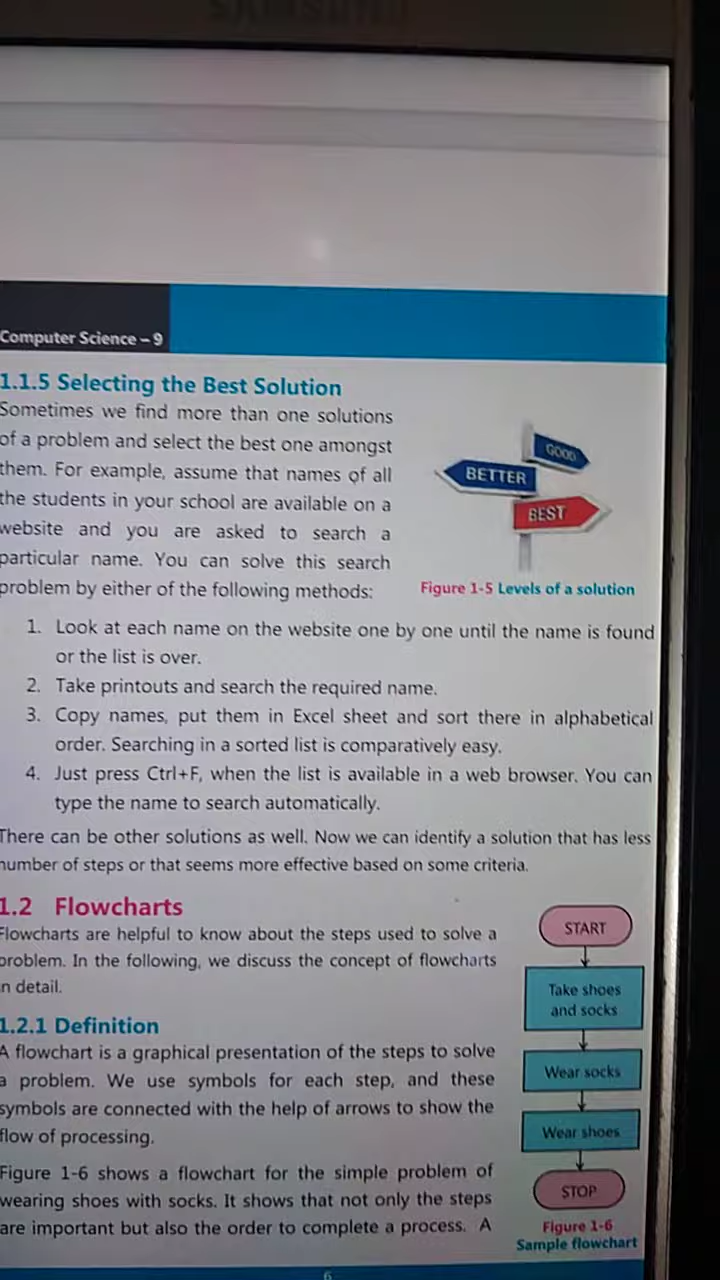 SAMSUNG
Computer Science – 9
1.1.5 Selecting the Best Solution
Sometimes we find more than one solutions
of a problem and select the best one amongst
them. For example, assume that names of all
the students in your school are available on a
website and you are asked to search a
particular name. You can solve this search
problem by either of the following methods:
GOOD
BETTER
BEST
Figure 1-5 Levels of a solution
1. Look at each name on the website one by one until the name is found
or the list is over.
2. Take printouts and search the required name.
3. Copy names, put them in Excel sheet and sort there in alphabetical
order. Searching in a sorted list is comparatively easy.
4. Just press Ctrl+F, when the list is available in a web browser. You can
type the name to search automatically.
There can be other solutions as well. Now we can identify a solution that has less
number of steps or that seems more effective based on some criteria.
1.2 Flowcharts
Flowcharts are helpful to know about the steps used to solve a
problem. In the following, we discuss the concept of flowcharts
in detail.
1.2.1 Definition
A flowchart is a graphical presentation of the steps to solve
a problem. We use symbols for each step, and these
symbols are connected with the help of arrows to show the
flow of processing.
Figure 1-6 shows a flowchart for the simple problem of
wearing shoes with socks. It shows that not only the steps
are important but also the order to complete a process. A
START
Take shoes
and socks
Wear socks
Wear shoes
STOP
Figure 1-6
Sample flowchart
6